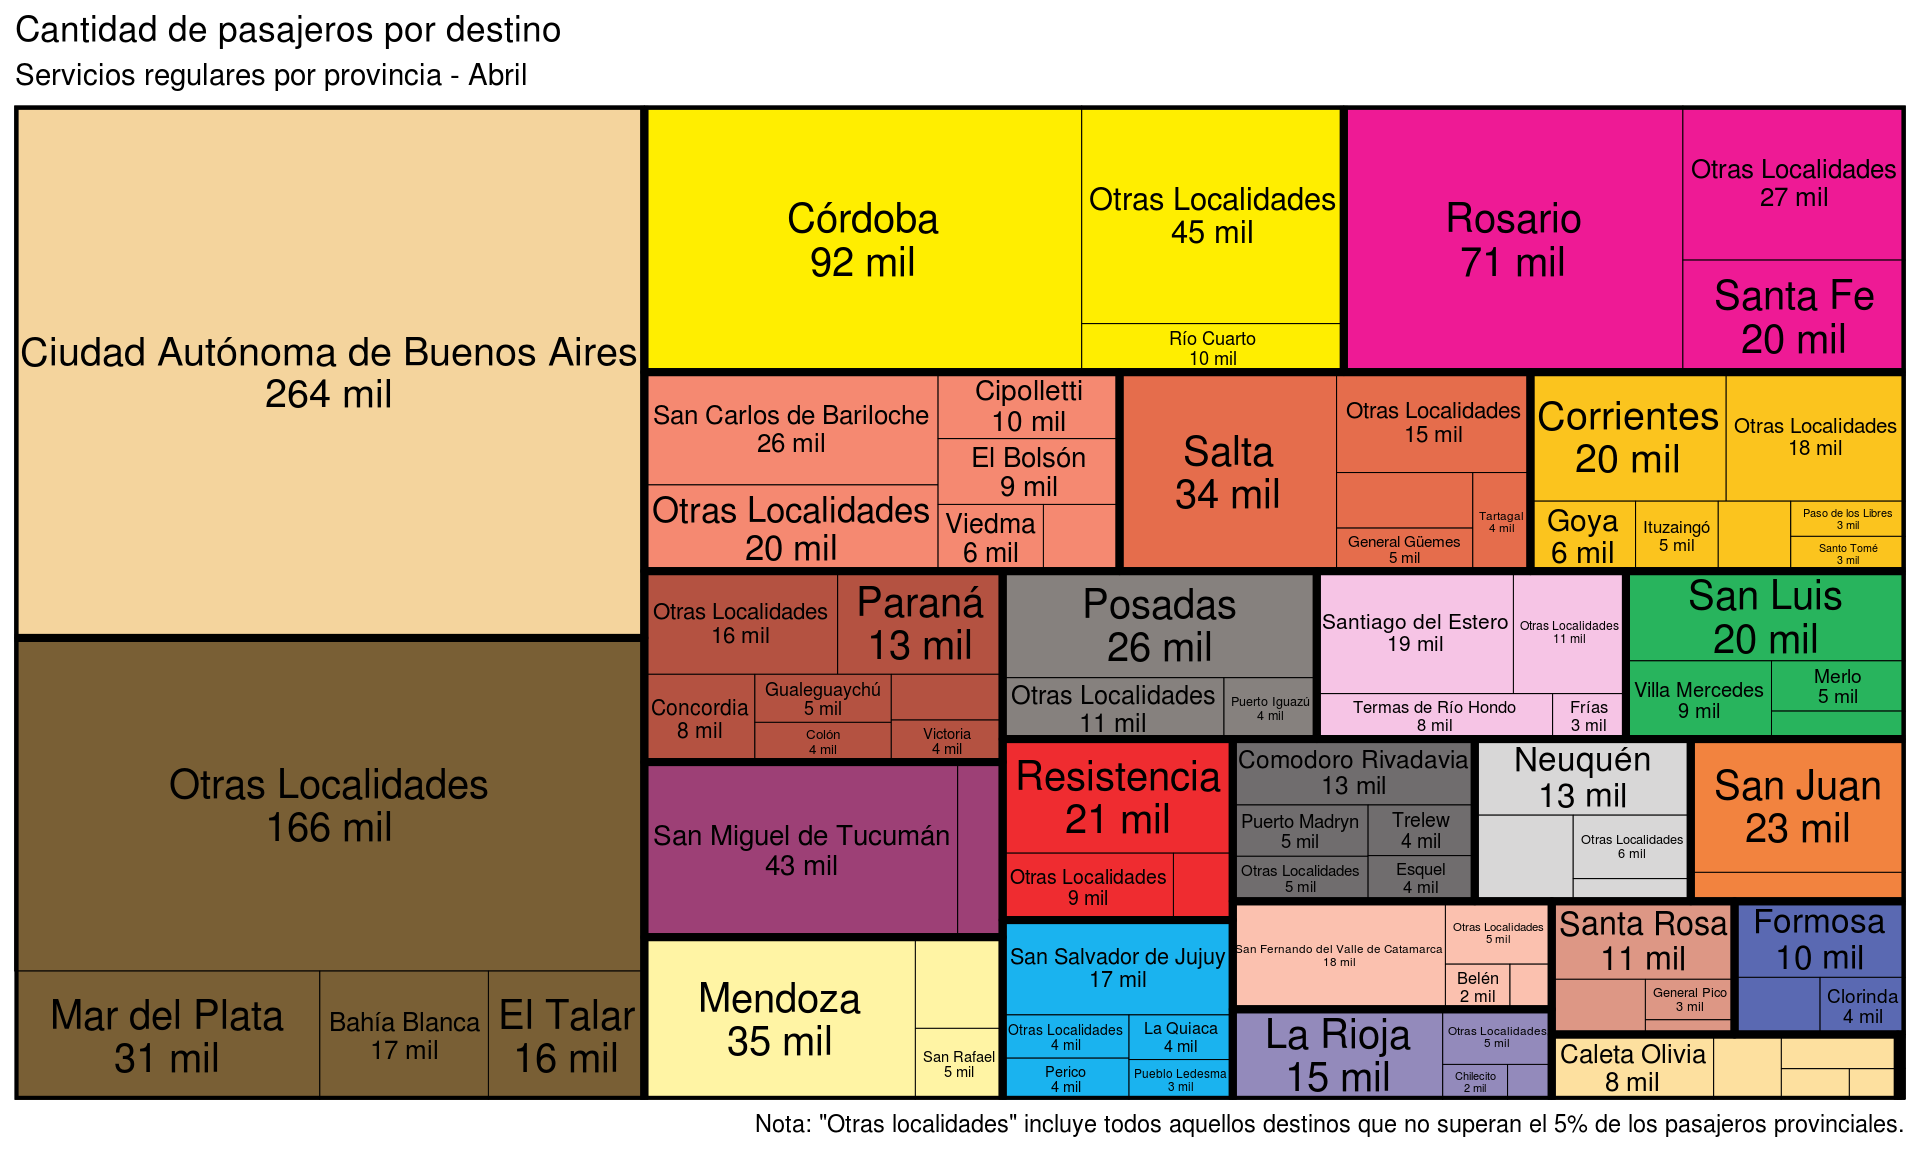 Cantidad de pasajeros por destino
Servicios regulares por provincia - Abril
Ciudad Autónoma de Buenos Aires
264 mil
Otras Localidades
166 mil
Mar del Plata
31 mil
Bahía Blanca
17 mil
El Talar
16 mil
Córdoba
92 mil
Otras Localidades
45 mil
Río Cuarto
10 mil
Rosario
71 mil
Otras Localidades
27 mil
Santa Fe
20 mil
San Carlos de Bariloche
26 mil
Otras Localidades
20 mil
Cipolletti
10 mil
El Bolsón
9 mil
Viedma
6 mil
Salta
34 mil
Otras Localidades
15 mil
General Güemes
5 mil
Tartagal
4 mil
Corrientes
20 mil
Otras Localidades
18 mil
Goya
6 mil
Ituzaingó
5 mil
Paso de los Libres
3 mil
Santo Tomé
3 mil
Otras Localidades
16 mil
Paraná
13 mil
Concordia
8 mil
Gualeguaychú
5 mil
Colón
4 mil
Victoria
4 mil
Posadas
26 mil
Otras Localidades
11 mil
Puerto Iguazú
4 mil
Santiago del Estero
19 mil
Otras Localidades
11 mil
Termas de Río Hondo
8 mil
Frías
3 mil
San Luis
20 mil
Villa Mercedes
9 mil
Merlo
5 mil
San Miguel de Tucumán
43 mil
Mendoza
35 mil
San Rafael
5 mil
Resistencia
21 mil
Otras Localidades
9 mil
Comodoro Rivadavia
13 mil
Puerto Madryn
5 mil
Otras Localidades
5 mil
Trelew
4 mil
Esquel
4 mil
Neuquén
13 mil
Otras Localidades
6 mil
San Juan
23 mil
San Salvador de Jujuy
17 mil
Otras Localidades
4 mil
Perico
4 mil
La Quiaca
4 mil
Pueblo Ledesma
3 mil
San Fernando del Valle de Catamarca
18 mil
Otras Localidades
5 mil
Belén
2 mil
La Rioja
15 mil
Otras Localidades
5 mil
Chilecito
2 mil
Santa Rosa
11 mil
General Pico
3 mil
Formosa
10 mil
Clorinda
4 mil
Caleta Olivia
8 mil
Nota: "Otras localidades" incluye todos aquellos destinos que no superan el 5% de los pasajeros provinciales.